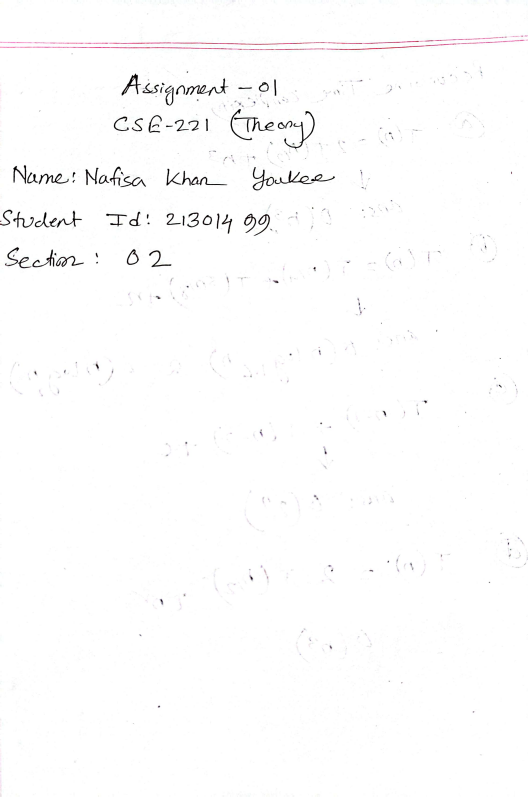 Assignment - 01
CSE-221 (Theory)
Name: Nafisa Khan Youkee
Student Id: 21301499
Section: 02